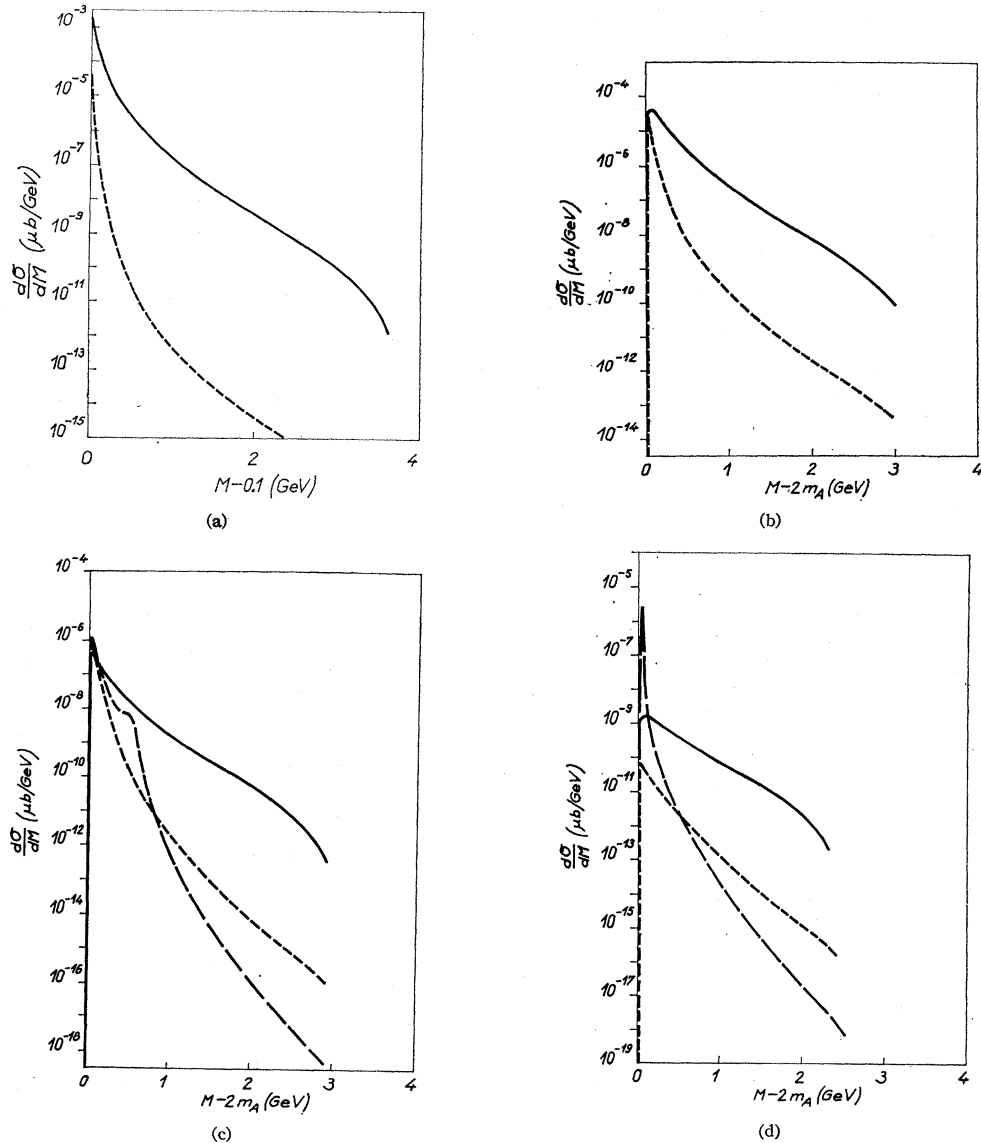 10⁻³
10⁻⁵
10⁻⁷
10⁻⁹
10⁻¹¹
10⁻¹³
10⁻¹⁵
dσ/dM (μb/GeV)
0 2 4
M-0.1 (GeV)
(a)
10⁻⁴
10⁻⁶
10⁻⁸
10⁻¹⁰
10⁻¹²
10⁻¹⁴
dσ/dM (μb/GeV)
0 1 2 3 4
M-2m_A (GeV)
(b)
10⁻⁴
10⁻⁶
10⁻⁸
10⁻¹⁰
10⁻¹²
10⁻¹⁴
10⁻¹⁶
10⁻¹⁸
dσ/dM (μb/GeV)
0 1 2 3 4
M-2m_A (GeV)
(c)
10⁻⁵
10⁻⁷
10⁻⁹
10⁻¹¹
10⁻¹³
10⁻¹⁵
10⁻¹⁷
10⁻¹⁹
dσ/dM (μb/GeV)
0 1 2 3 4
M-2m_A (GeV)
(d)